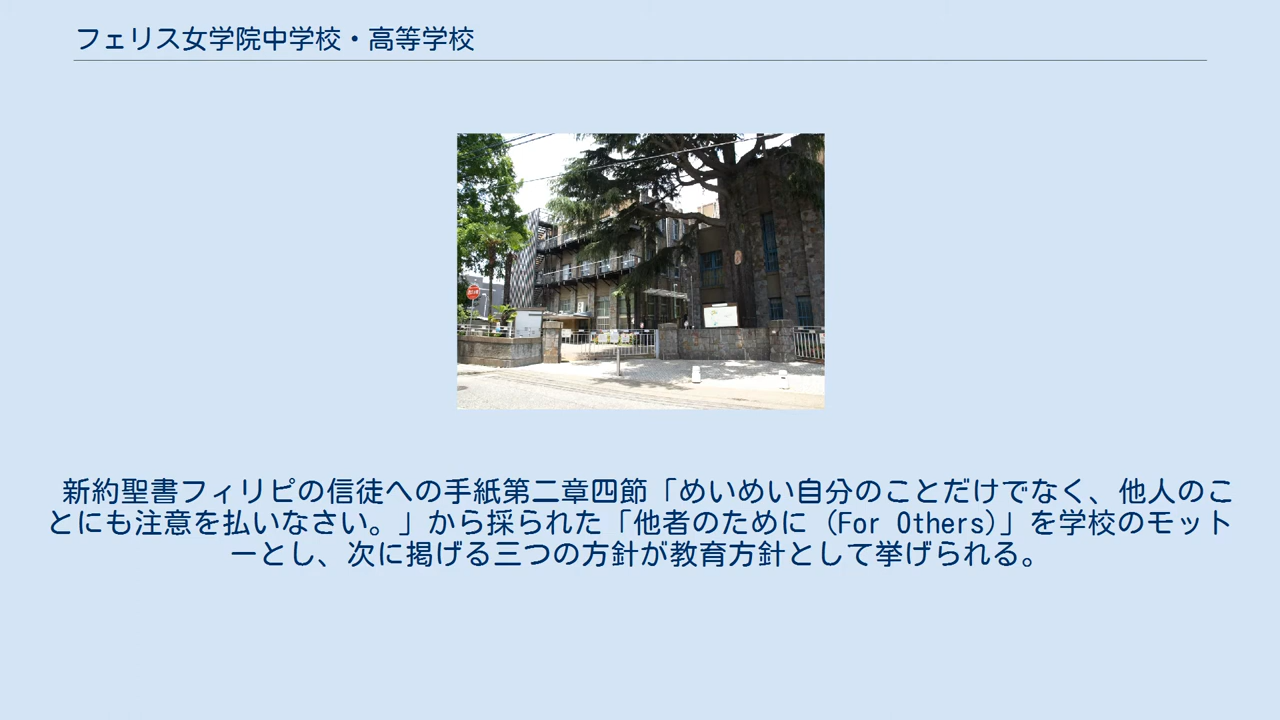 フェリス女学院中学校・高等学校
新約聖書フィリピの信徒への手紙第二章四節「めいめい自分のことだけでなく、他人のこ
とにも注意を払いなさい。」から採られた「他者のために（For Others)」を学校のモット
ーとし、次に掲げる三つの方針が教育方針として挙げられる。